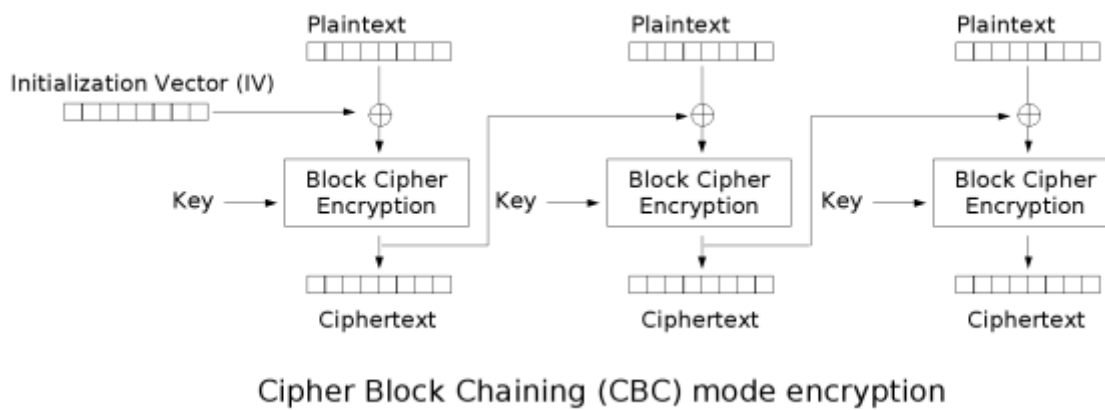 Plaintext
Plaintext
Plaintext
Initialization Vector (IV)
Key
Block Cipher
Encryption
Key
Block Cipher
Encryption
Key
Block Cipher
Encryption
Ciphertext
Ciphertext
Ciphertext
Cipher Block Chaining (CBC) mode encryption